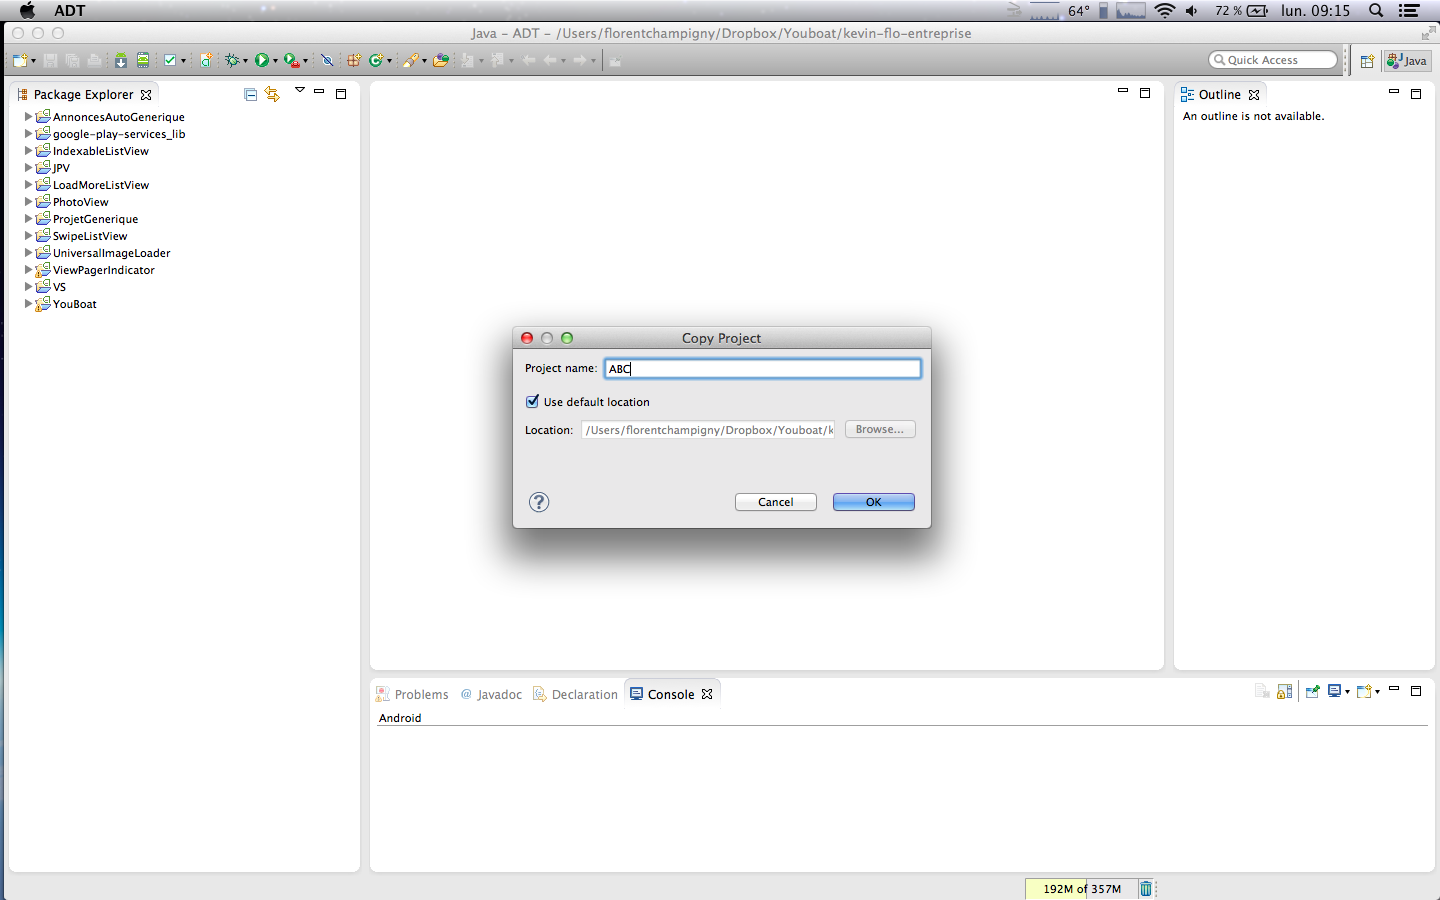 ADT
64°
72 %
lun. 09:15
Java - ADT - /Users/florentchampigny/Dropbox/Youboat/kevin-flo-entreprise
Quick Access
Java
Package Explorer
AnnoncesAutoGenerique
google-play-services_lib
IndexableListView
JPV
LoadMoreListView
PhotoView
ProjetGenerique
SwipeListView
UniversalImageLoader
ViewPagerIndicator
VS
YouBoat
Outline
An outline is not available.
Copy Project
Project name:
ABC
Use default location
Location:
/Users/florentchampigny/Dropbox/Youboat/k
Browse...
?
Cancel
OK
Problems
@ Javadoc
Declaration
Console
Android
192M of 357M